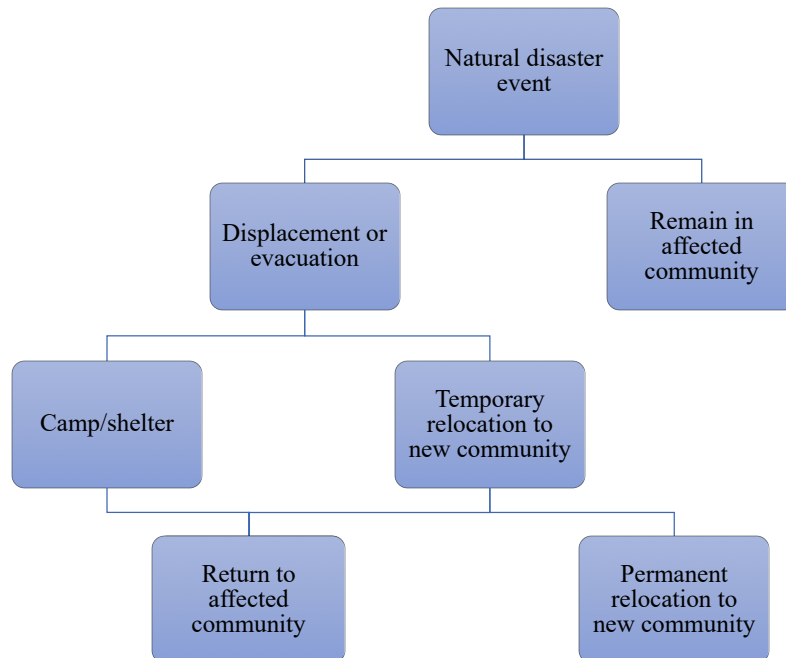 Natural disaster
event
Displacement or
evacuation
Remain in
affected
community
Camp/shelter
Temporary
relocation to
new community
Return to
affected
community
Permanent
relocation to
new community